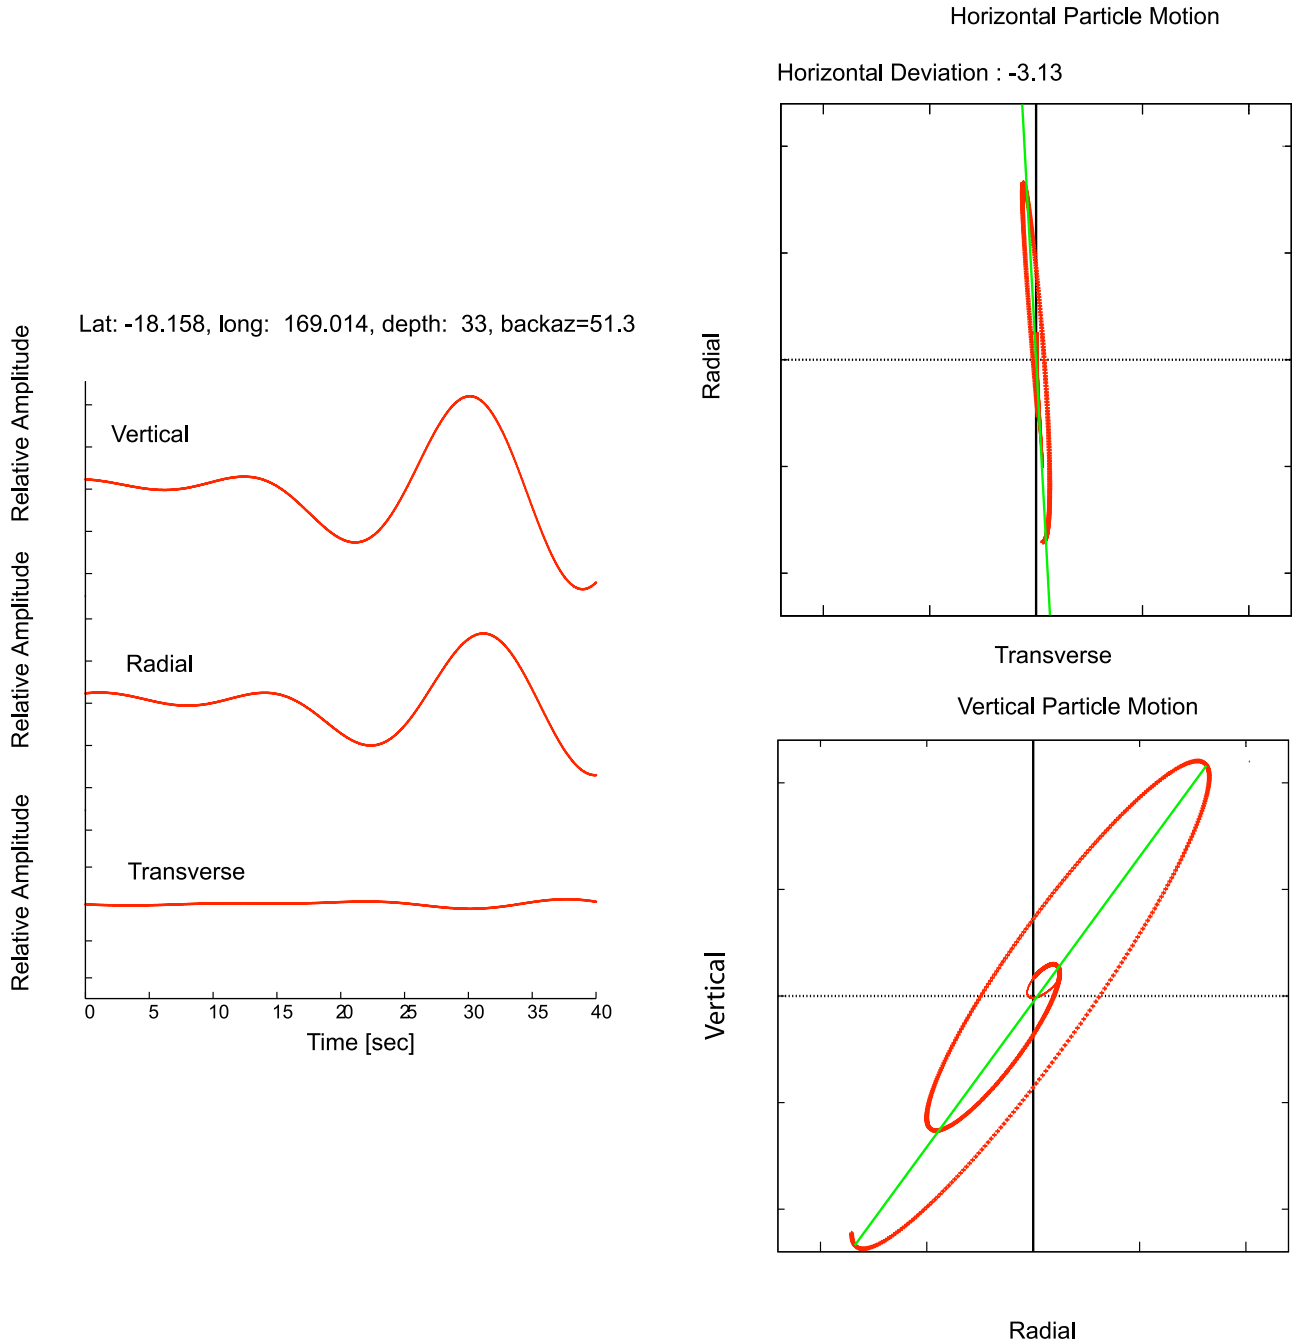 Horizontal Particle Motion
Horizontal Deviation : -3.13
Radial
Transverse
Lat: -18.158, long: 169.014, depth: 33, backaz=51.3
Relative Amplitude
Vertical
Relative Amplitude
Radial
Relative Amplitude
Transverse
0 5 10 15 20 25 30 35 40
Time [sec]
Vertical Particle Motion
Vertical
Radial